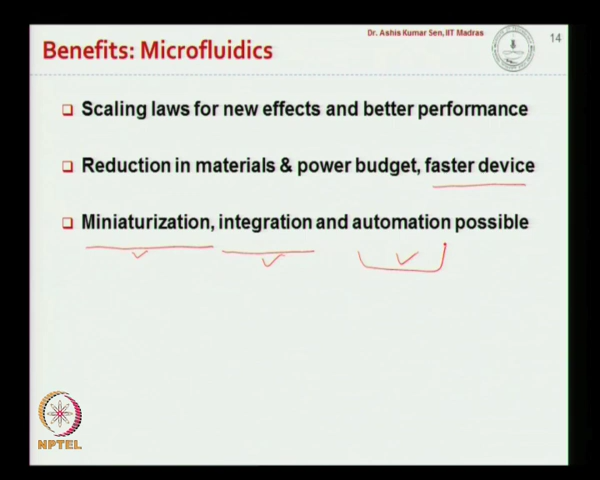 Dr. Ashis Kumar Sen, IIT Madras
14
Benefits: Microfluidics
Scaling laws for new effects and better performance
Reduction in materials & power budget, faster device
Miniaturization, integration and automation possible
NPTEL